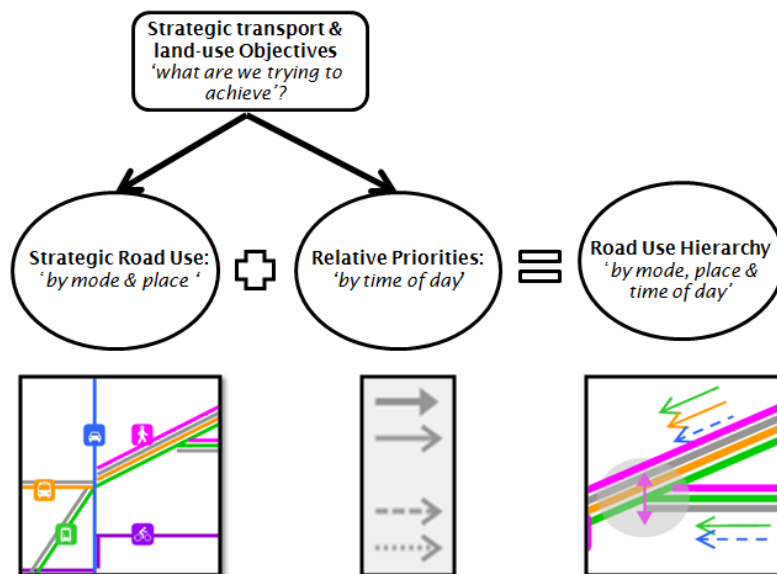 Strategic transport &
land-use Objectives
‘what are we trying to
achieve’?
Strategic Road Use:
‘by mode & place ‘
Relative Priorities:
‘by time of day’
Road Use Hierarchy
‘by mode, place &
time of day’